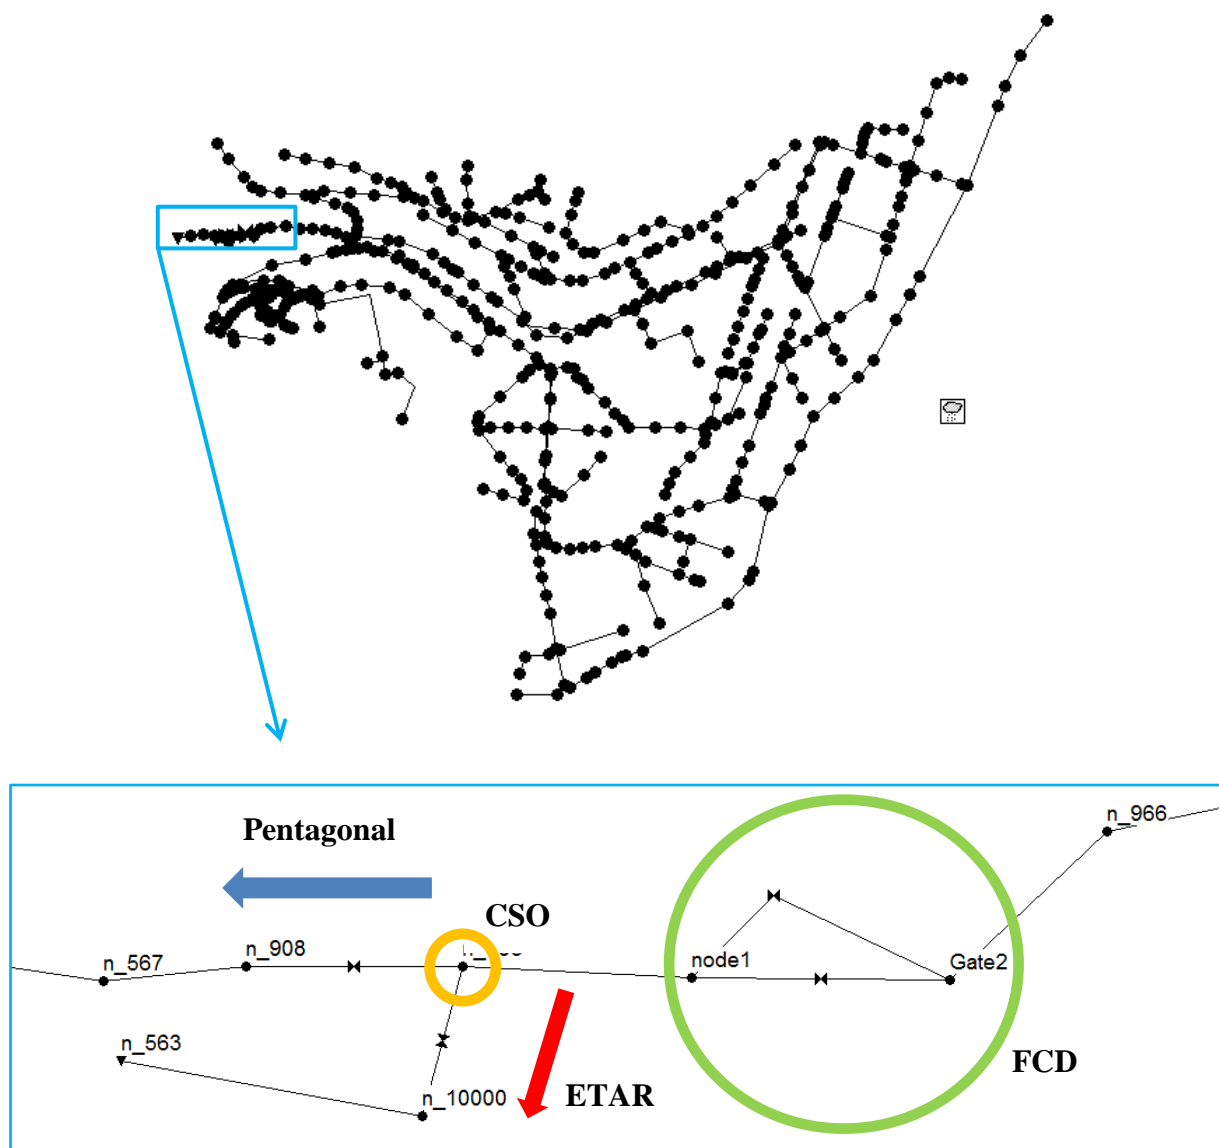 n_966
Pentagonal
CSO
n_908
n_567
node1
Gate2
n_563
FCD
n_10000
ETAR